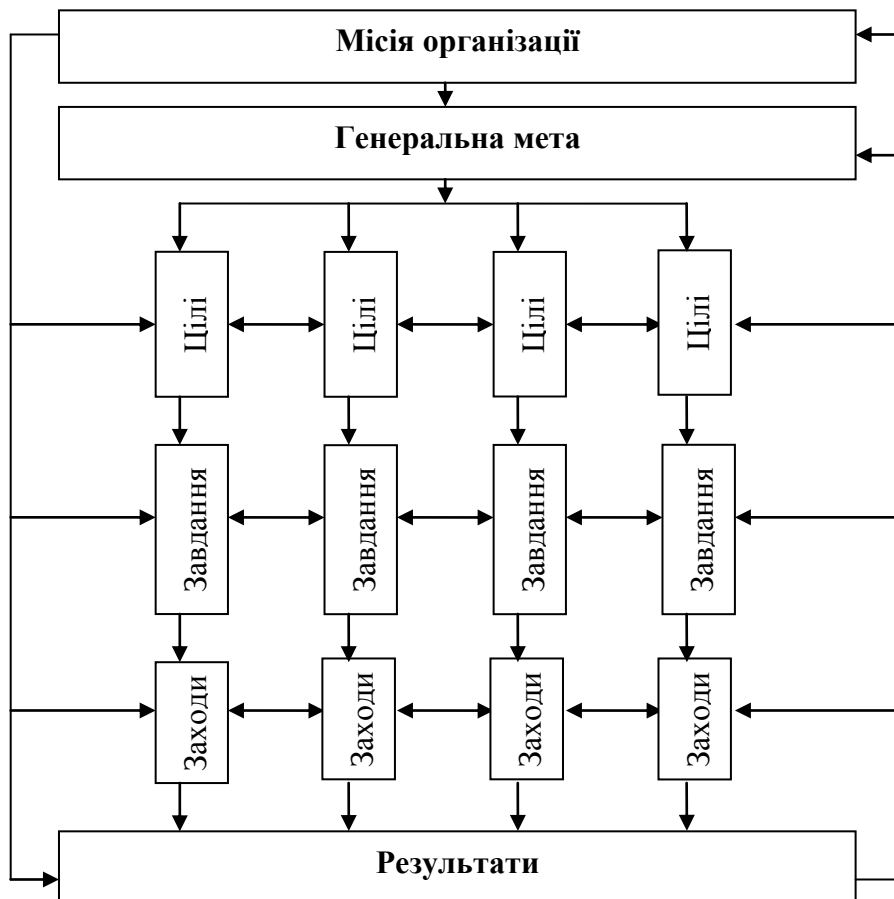 Місія організації
Генеральна мета
Цілі
Цілі
Цілі
Цілі
Завдання
Завдання
Завдання
Завдання
Заходи
Заходи
Заходи
Заходи
Результати